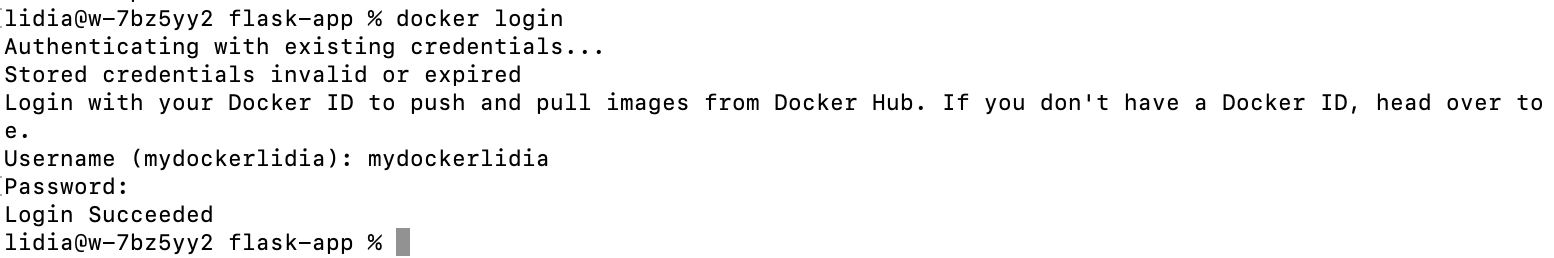 lidia@w-7bz5yy2 flask-app % docker login
Authenticating with existing credentials...
Stored credentials invalid or expired
Login with your Docker ID to push and pull images from Docker Hub. If you don't have a Docker ID, head over to
e.
Username (mydockerlidia): mydockerlidia
Password:
Login Succeeded
lidia@w-7bz5yy2 flask-app %